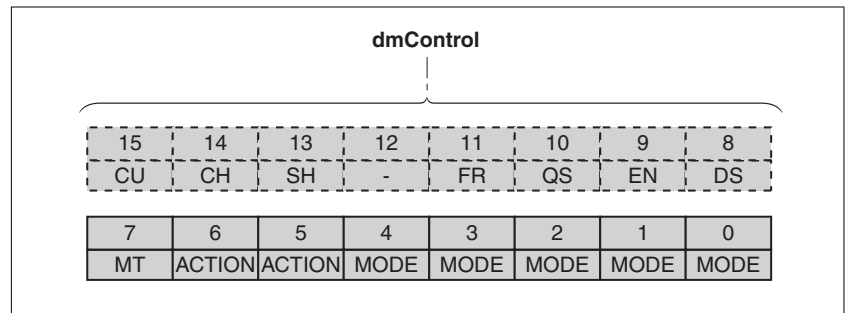 dmControl
15 14 13 12 11 10 9 8
CU CH SH - FR QS EN DS
7 6 5 4 3 2 1 0
MT ACTION ACTION MODE MODE MODE MODE MODE